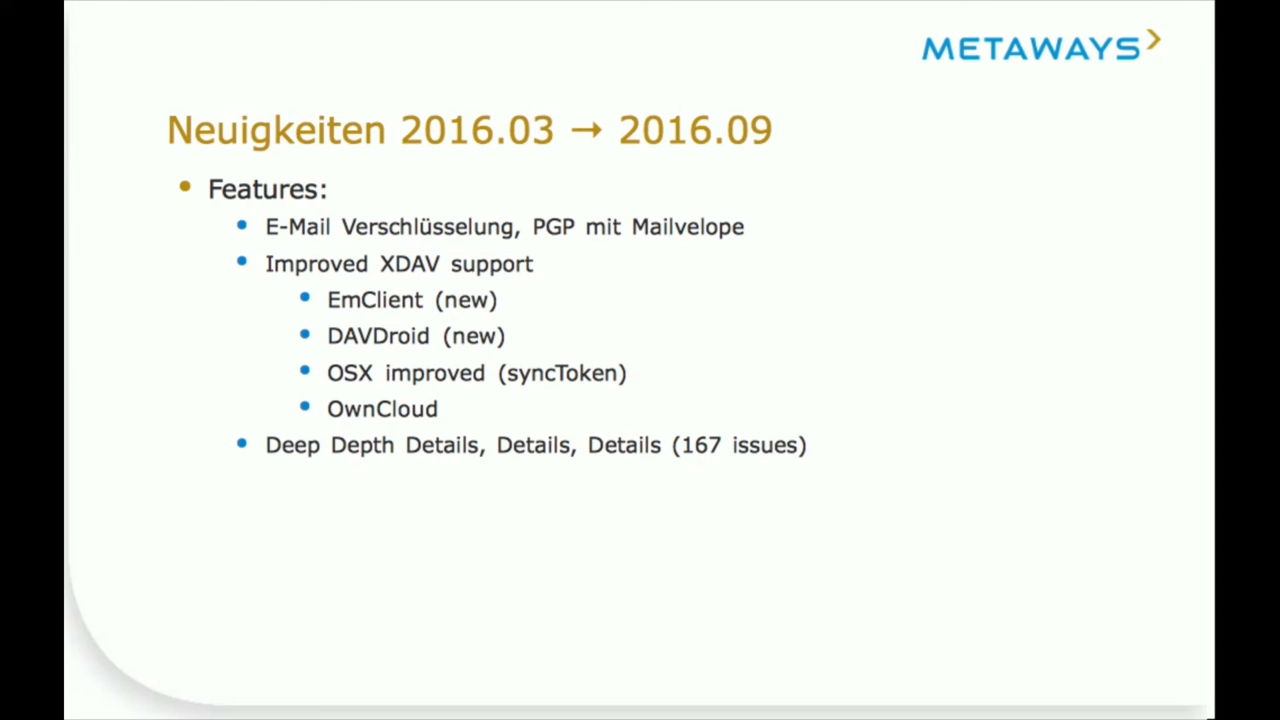 METAWAYS
Neuigkeiten 2016.03 → 2016.09
Features:
E-Mail Verschlüsselung, PGP mit Mailvelope
Improved XDAV support
EmClient (new)
DAVDroid (new)
OSX improved (syncToken)
OwnCloud
Deep Depth Details, Details, Details (167 issues)